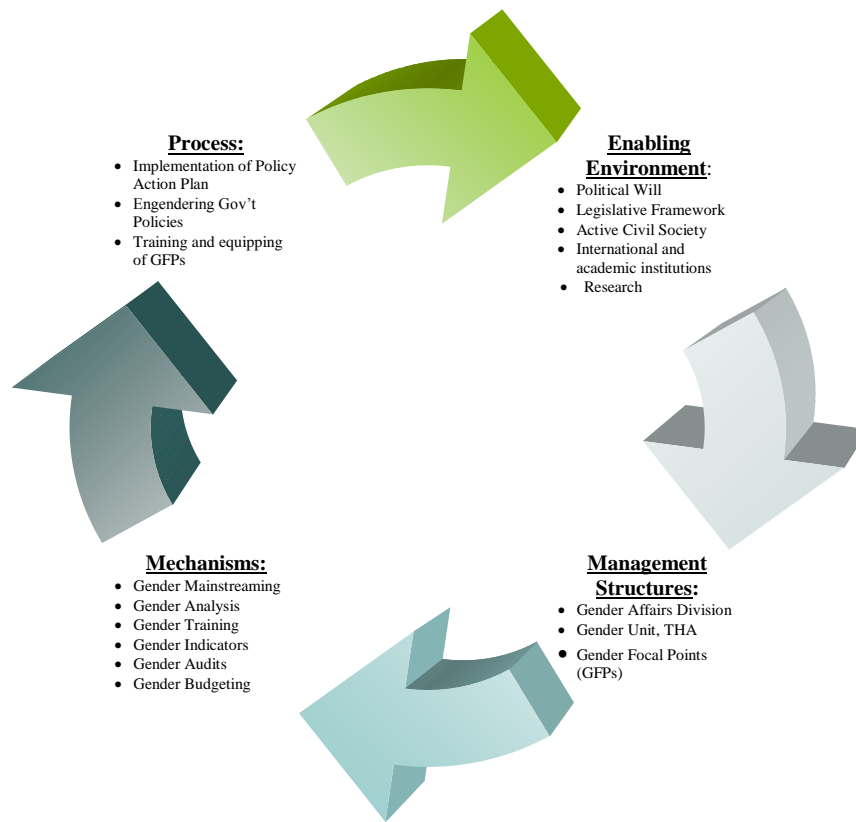 Process:
• Implementation of Policy
Action Plan
• Engendering Gov't
Policies
• Training and equipping
of GFPs
Enabling
Environment:
• Political Will
• Legislative Framework
• Active Civil Society
• International and
academic institutions
• Research
Mechanisms:
• Gender Mainstreaming
• Gender Analysis
• Gender Training
• Gender Indicators
• Gender Audits
• Gender Budgeting
Management
Structures:
• Gender Affairs Division
• Gender Unit, THA
• Gender Focal Points
(GFPs)